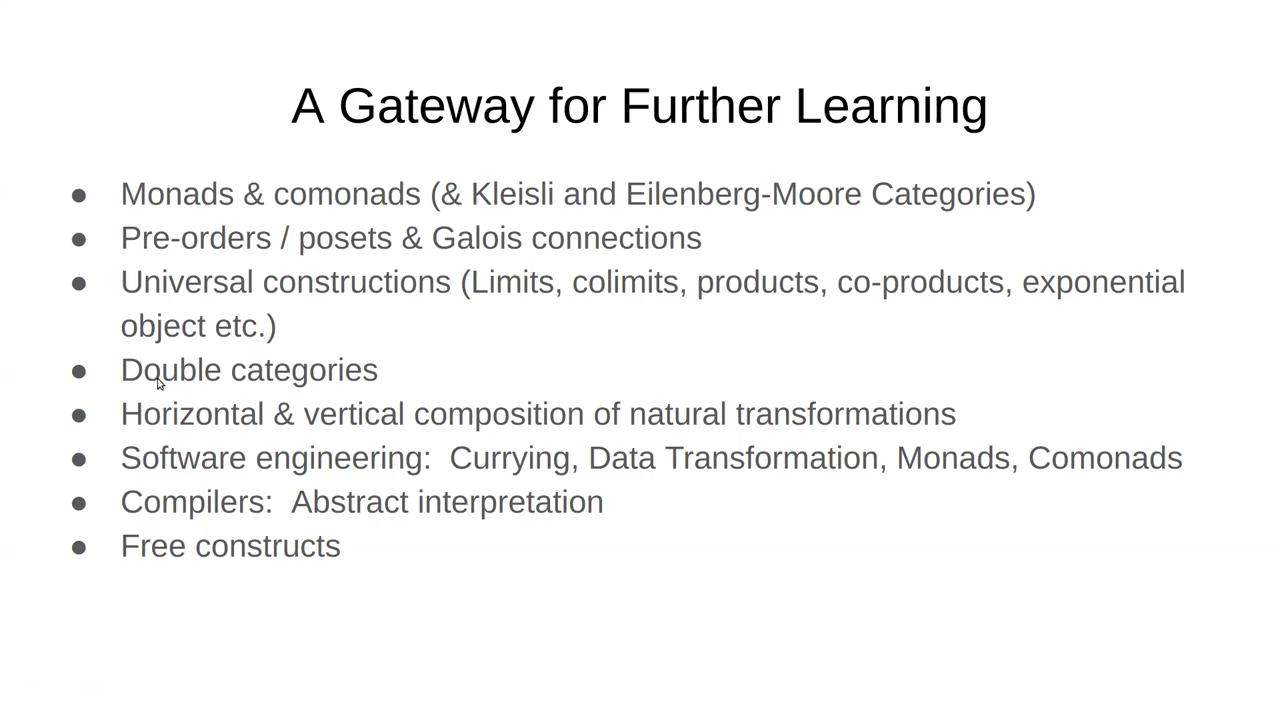 A Gateway for Further Learning
● Monads & comonads (& Kleisli and Eilenberg-Moore Categories)
● Pre-orders / posets & Galois connections
● Universal constructions (Limits, colimits, products, co-products, exponential
object etc.)
● Double categories
● Horizontal & vertical composition of natural transformations
● Software engineering:  Currying, Data Transformation, Monads, Comonads
● Compilers:  Abstract interpretation
● Free constructs